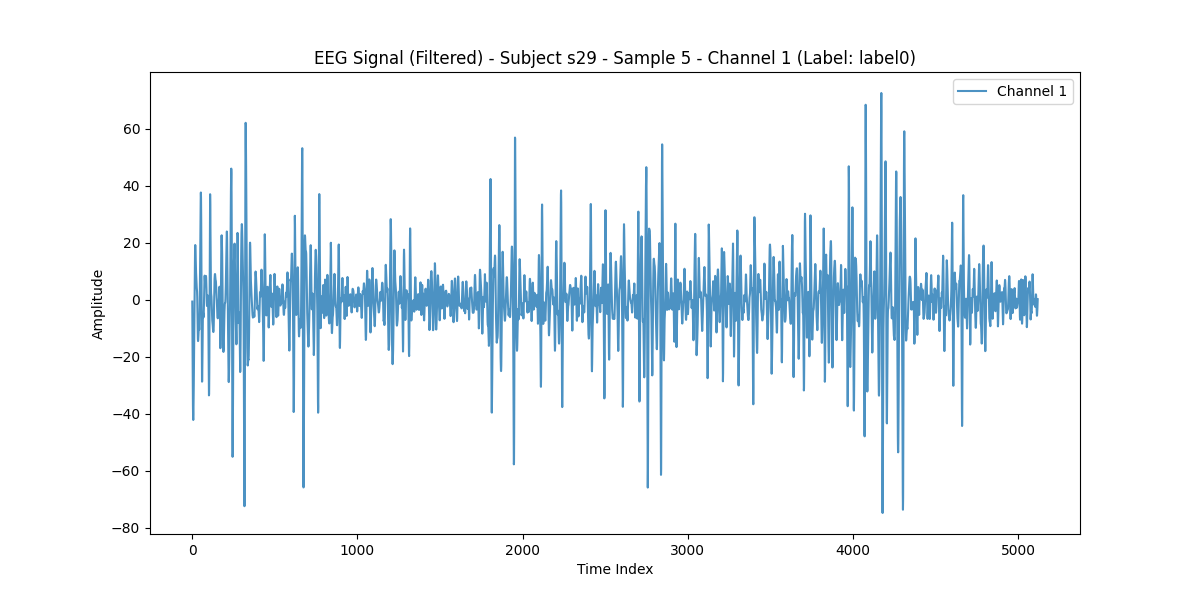 EEG Signal (Filtered) - Subject s29 - Sample 5 - Channel 1 (Label: label0)
Channel 1
60
40
20
0
−20
−40
−60
−80
Amplitude
0 1000 2000 3000 4000 5000
Time Index